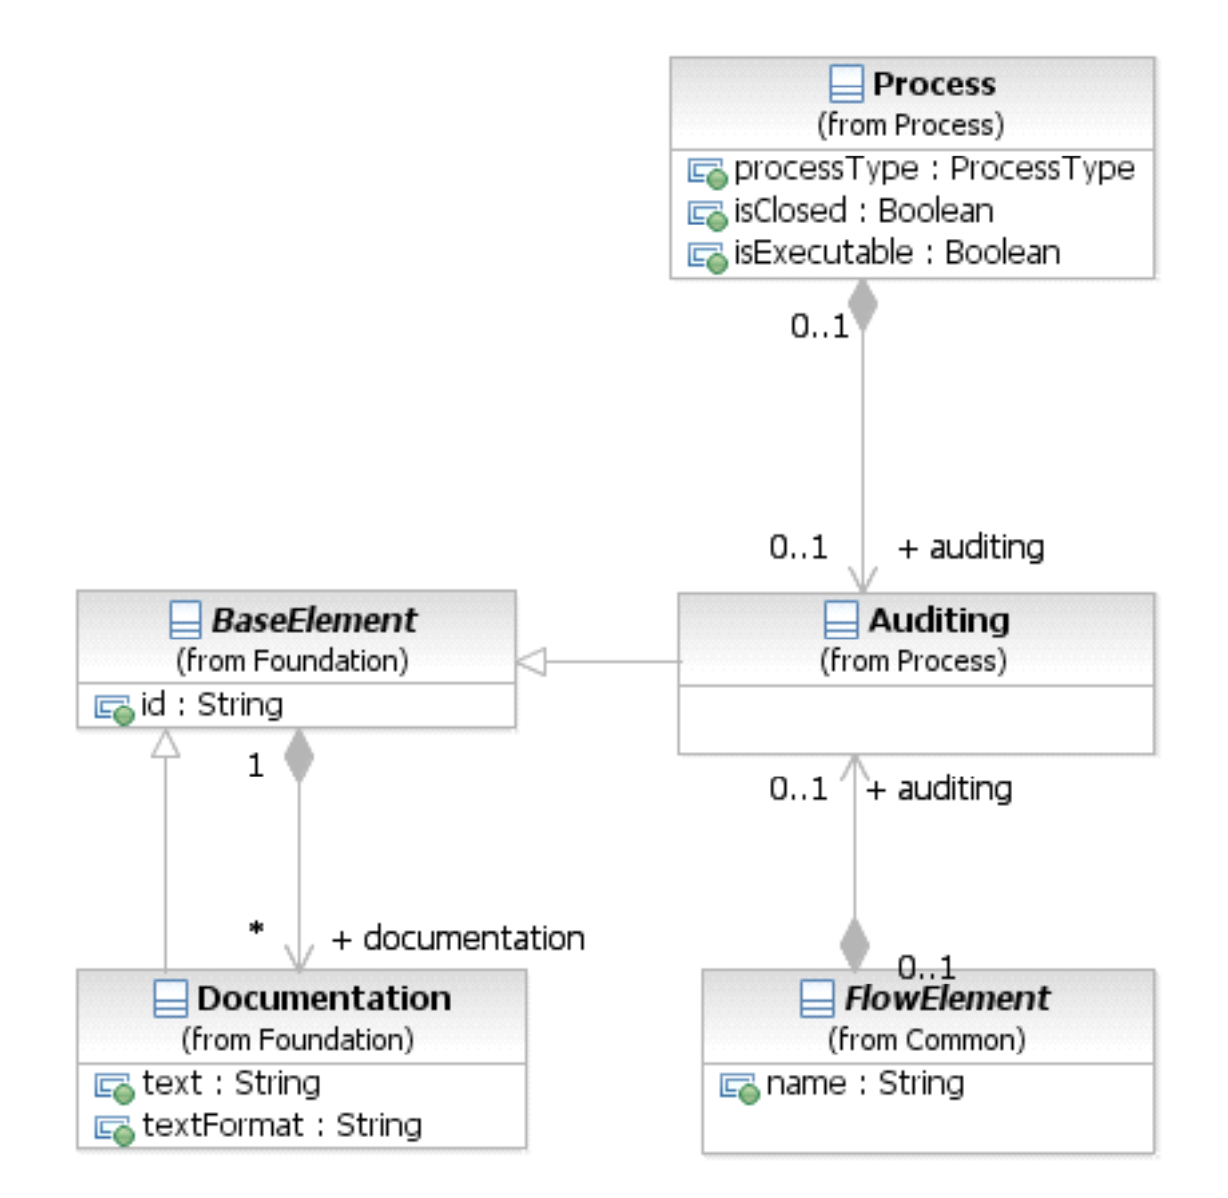 Process
(from Process)
processType : ProcessType
isClosed : Boolean
isExecutable : Boolean
0..1
0..1 + auditing
BaseElement
(from Foundation)
id : String
Auditing
(from Process)
1
0..1 + auditing
* + documentation
0..1
Documentation
(from Foundation)
text : String
textFormat : String
FlowElement
(from Common)
name : String